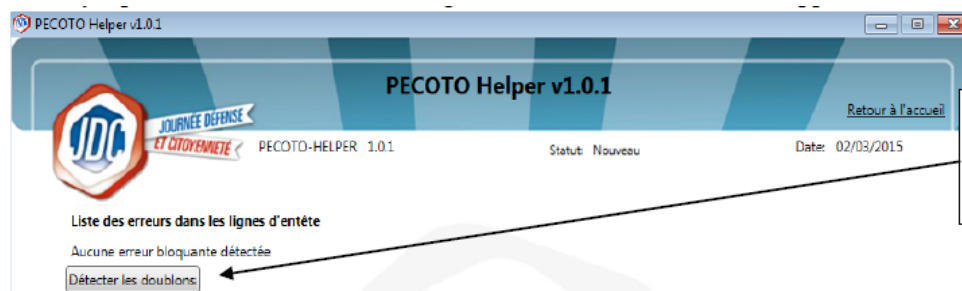 PECOTO Helper v1.0.1
PECOTO Helper v1.0.1
Retour à l'accueil
JDC
JOURNÉE DÉFENSE
ET CITOYENNETÉ
PECOTO-HELPER 1.0.1
Statut: Nouveau
Date: 02/03/2015
Liste des erreurs dans les lignes d'entête
Aucune erreur bloquante détectée
Détecter les doublons